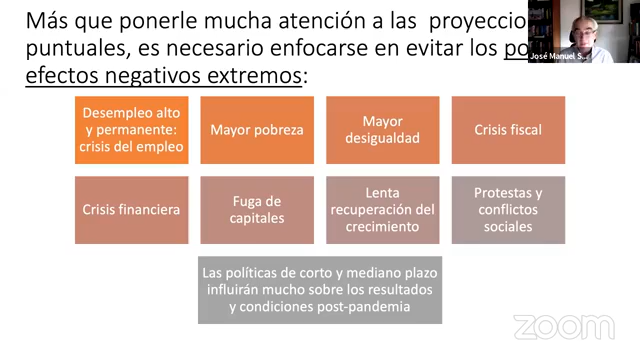 Más que ponerle mucha atención a las proyeccio
puntuales, es necesario enfocarse en evitar los po
efectos negativos extremos:
José Manuel S...
Desempleo alto
y permanente:
crisis del empleo
Mayor pobreza
Mayor
desigualdad
Crisis fiscal
Crisis financiera
Fuga de
capitales
Lenta
recuperación del
crecimiento
Protestas y
conflictos
sociales
Las políticas de corto y mediano plazo
influirán mucho sobre los resultados
y condiciones post-pandemia
zoom